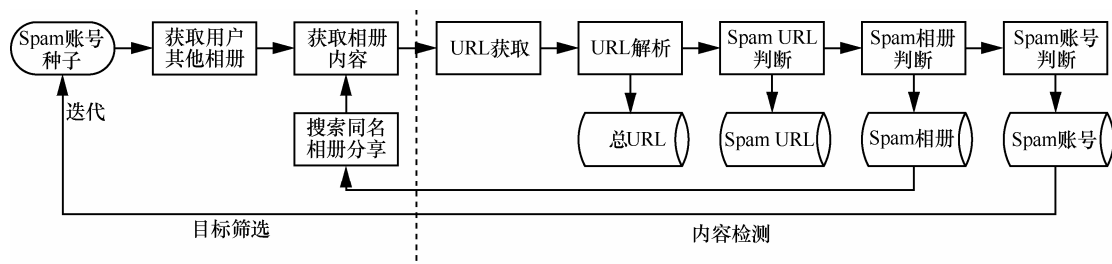 Spam账号
种子
获取用户
其他相册
获取相册
内容
URL获取
URL解析
Spam URL
判断
Spam相册
判断
Spam账号
判断
迭代
搜索同名
相册分享
总URL
Spam URL
Spam相册
Spam账号
目标筛选
内容检测